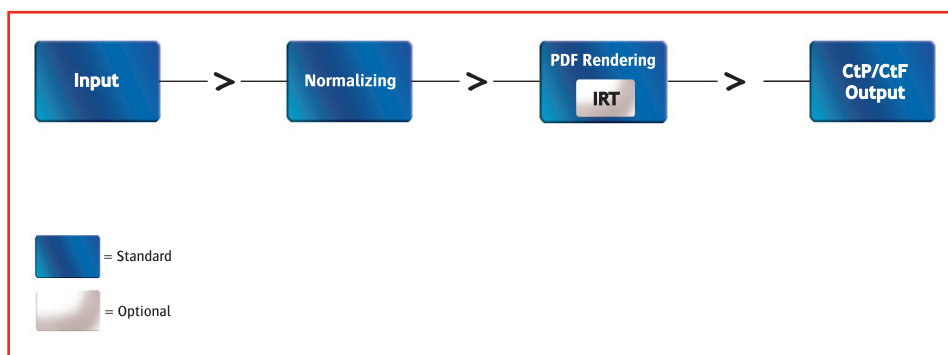 Input
>
Normalizing
>
PDF Rendering
IRT
>
CtP/CtF
Output
= Standard
= Optional